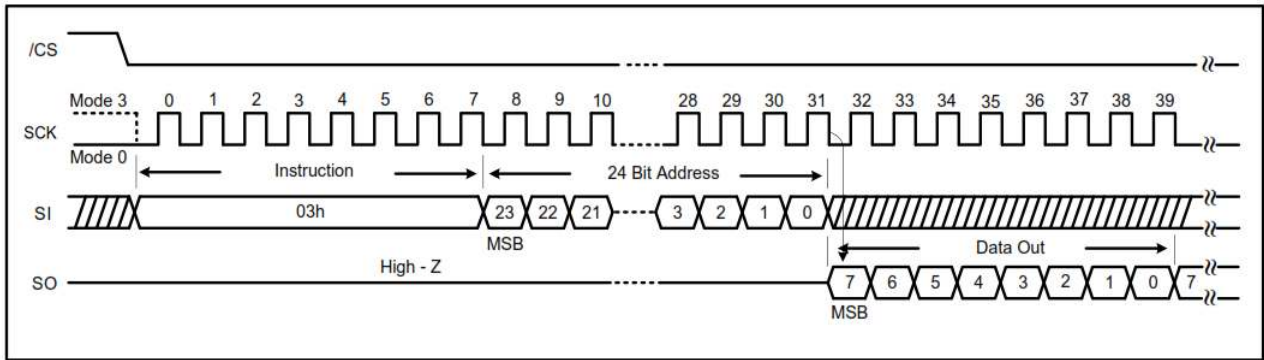 /CS
Mode 3 0 1 2 3 4 5 6 7 8 9 10 28 29 30 31 32 33 34 35 36 37 38 39
SCK
Mode 0
Instruction 24 Bit Address
SI 03h 23 22 21 3 2 1 0
MSB Data Out
High - Z
SO 7 6 5 4 3 2 1 0 7
MSB